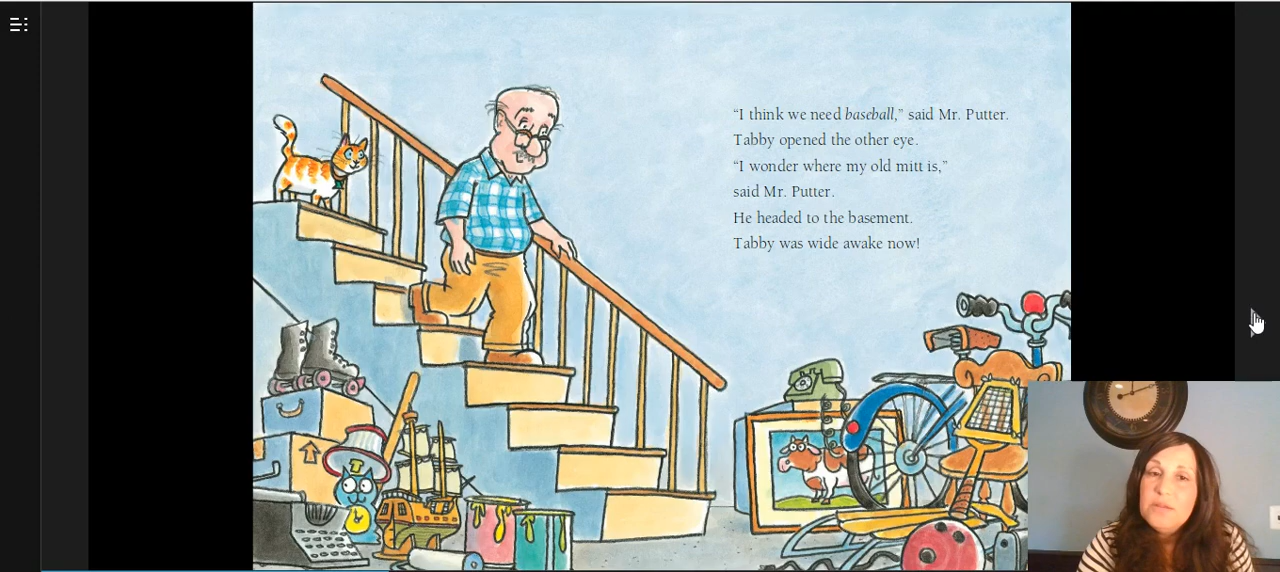 “I think we need baseball,” said Mr. Putter.
Tabby opened the other eye.
“I wonder where my old mitt is,”
said Mr. Putter.
He headed to the basement.
Tabby was wide awake now!